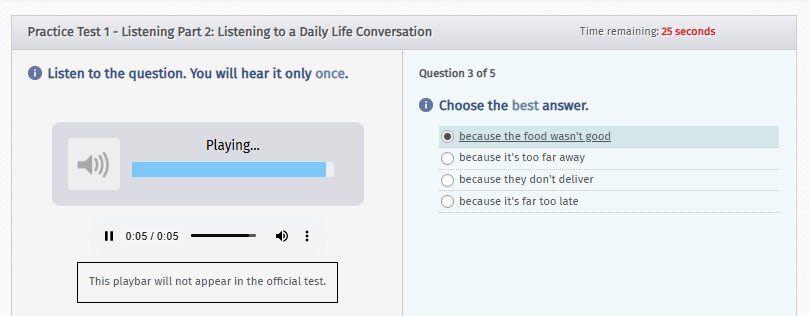 Practice Test 1 - Listening Part 2: Listening to a Daily Life Conversation
Time remaining: 25 seconds
Listen to the question. You will hear it only once.
Playing...
0:05 / 0:05
This playbar will not appear in the official test.
Question 3 of 5
Choose the best answer.
because the food wasn't good
because it's too far away
because they don't deliver
because it's far too late